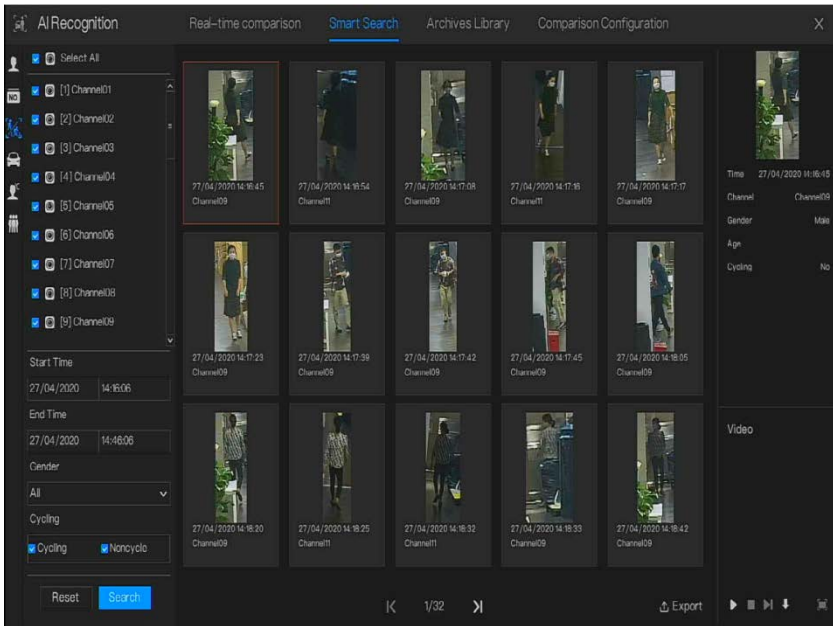 AI Recognition
Real-time comparison
Smart Search
Archives Library
Comparison Configuration
X
Select All
NO.
[1] Channel01
[2] Channel02
[3] Channel03
[4] Channel04
[5] Channel05
[6] Channel06
[7] Channel07
[8] Channel08
[9] Channel09
Start Time
27/04/2020 14:16:06
End Time
27/04/2020 14:46:06
Gender
All
Cycling
Cycling Noncycle
Reset Search
27/04/2020 14:16:45
Channel09
27/04/2020 14:16:54
Channel11
27/04/2020 14:17:08
Channel09
27/04/2020 14:17:16
Channel11
27/04/2020 14:17:17
Channel09
27/04/2020 14:17:23
Channel09
27/04/2020 14:17:39
Channel09
27/04/2020 14:17:42
Channel09
27/04/2020 14:17:45
Channel09
27/04/2020 14:18:05
Channel09
27/04/2020 14:18:20
Channel09
27/04/2020 14:18:25
Channel11
27/04/2020 14:18:32
Channel11
27/04/2020 14:18:33
Channel09
27/04/2020 14:18:42
Channel09
1/32
Export
Time 27/04/2020 14:16:45
Channel Channel09
Gender Male
Age
Cycling No
Video